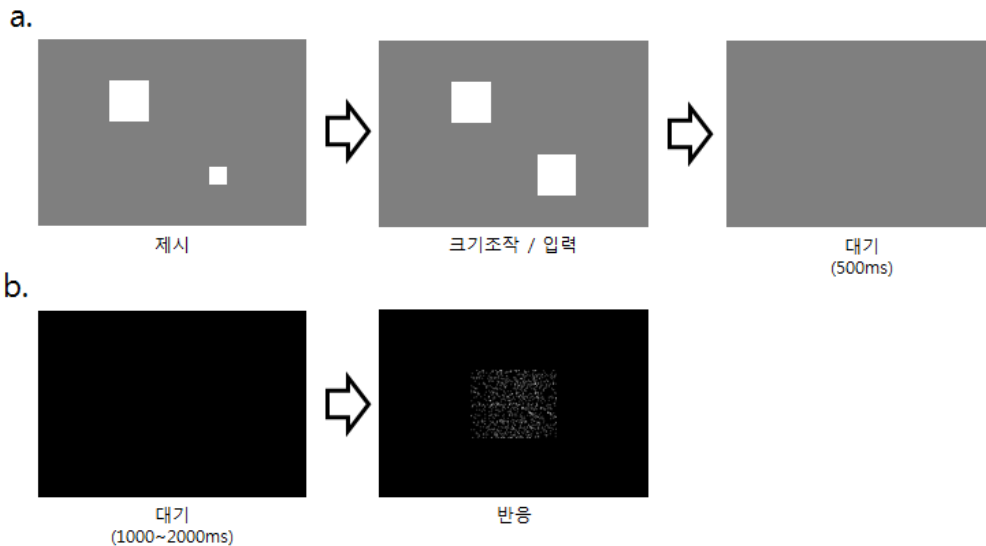 a.
제시
크기조작 / 입력
대기
(500ms)
b.
대기
(1000~2000ms)
반응